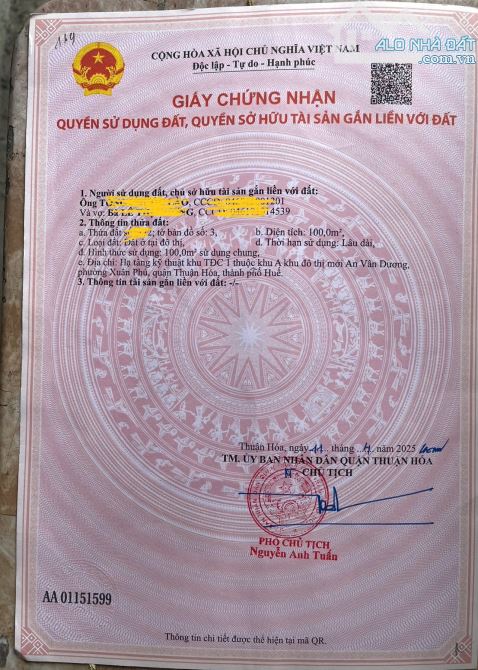 ALO NHÀ ĐẤT
.com.vn
CỘNG HÒA XÃ HỘI CHỦ NGHĨA VIỆT NAM
Độc lập - Tự do - Hạnh phúc
GIẤY CHỨNG NHẬN
QUYỀN SỬ DỤNG ĐẤT, QUYỀN SỞ HỮU TÀI SẢN GẮN LIỀN VỚI ĐẤT
1. Người sử dụng đất, chủ sở hữu tài sản gắn liền với đất:
Ông
Và vợ: Bà LÊ
2. Thông tin thửa đất:
a. Thửa đất số: tờ bản đồ số: 3, b. Diện tích: 100,0m²,
c. Loại đất: Đất ở tại đô thị, d. Thời hạn sử dụng: Lâu dài,
đ. Hình thức sử dụng: 100,0m² sử dụng chung,
e. Địa chỉ: Hạ tầng kỹ thuật khu TĐC 1 thuộc khu A khu đô thị mới An Vân Dương,
phường Xuân Phú, quận Thuận Hóa, thành phố Huế.
3. Thông tin tài sản gắn liền với đất: -/-
Thuận Hóa, ngày 11 tháng 4 năm 2025
TM. ỦY BAN NHÂN DÂN QUẬN THUẬN HÓA
CHỦ TỊCH
PHÓ CHỦ TỊCH
Nguyễn Anh Tuấn
AA 01151599
Thông tin chi tiết được thể hiện tại mã QR.